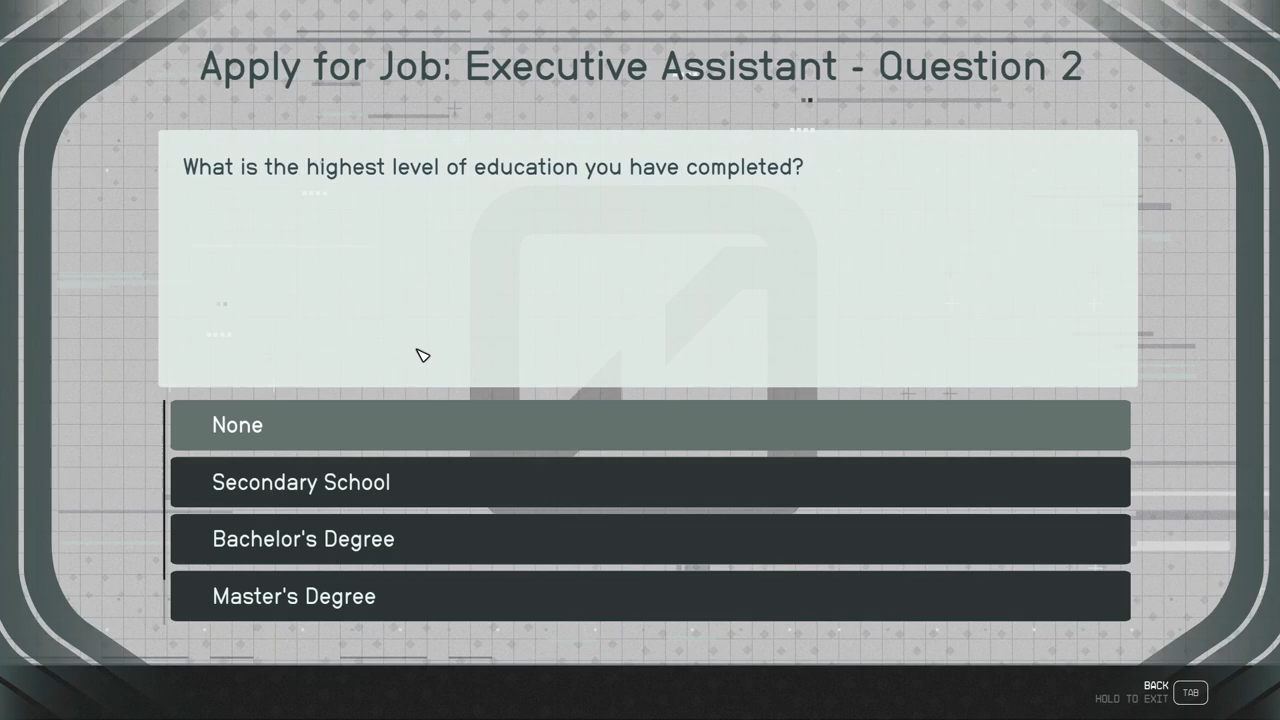 Apply for Job: Executive Assistant - Question 2
What is the highest level of education you have completed?
None
Secondary School
Bachelor's Degree
Master's Degree
BACK
HOLD TO EXIT TAB